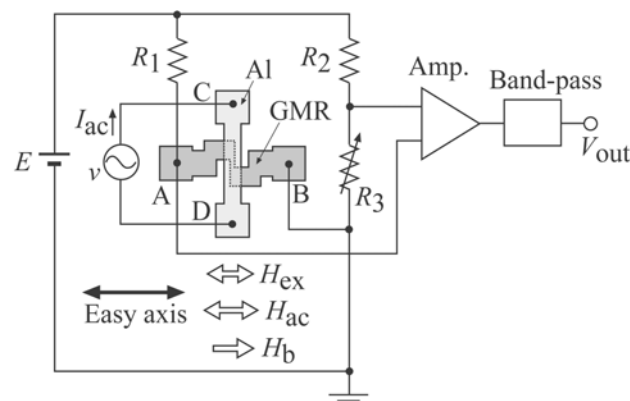 R1
R2
Al
Amp.
Band-pass
C
GMR
Iac
E
v
Vout
A
B
R3
D
Hex
Easy axis
Hac
Hb